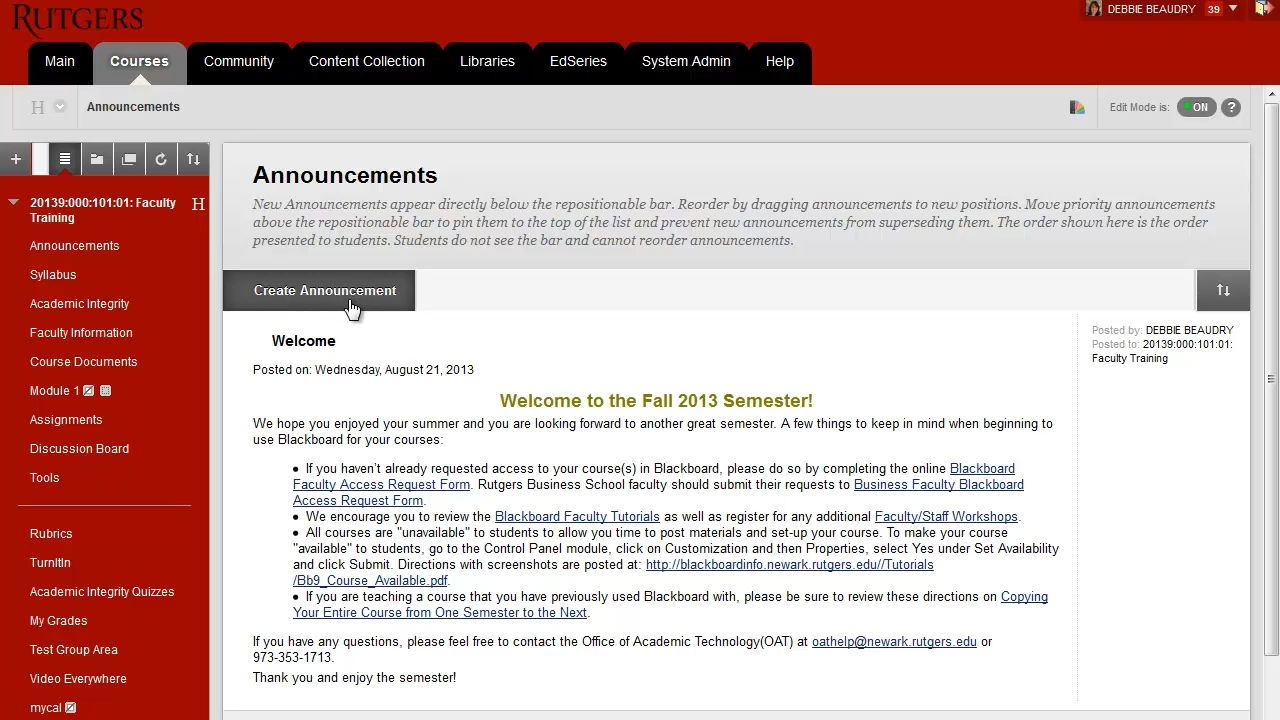 RUTGERS
DEBBIE BEAUDRY 39
Main Courses Community Content Collection Libraries EdSeries System Admin Help
H Announcements Edit Mode is: ON ?
20139:000:101:01: Faculty Training H
Announcements
Syllabus
Academic Integrity
Faculty Information
Course Documents
Module 1
Assignments
Discussion Board
Tools
Rubrics
TurnItIn
Academic Integrity Quizzes
My Grades
Test Group Area
Video Everywhere
mycal
Announcements
New Announcements appear directly below the repositionable bar. Reorder by dragging announcements to new positions. Move priority announcements
above the repositionable bar to pin them to the top of the list and prevent new announcements from superseding them. The order shown here is the order
presented to students. Students do not see the bar and cannot reorder announcements.
Create Announcement
Welcome
Posted on: Wednesday, August 21, 2013
Welcome to the Fall 2013 Semester!
We hope you enjoyed your summer and you are looking forward to another great semester. A few things to keep in mind when beginning to
use Blackboard for your courses:
• If you haven't already requested access to your course(s) in Blackboard, please do so by completing the online Blackboard
Faculty Access Request Form. Rutgers Business School faculty should submit their requests to Business Faculty Blackboard
Access Request Form.
• We encourage you to review the Blackboard Faculty Tutorials as well as register for any additional Faculty/Staff Workshops.
• All courses are "unavailable" to students to allow you time to post materials and set-up your course. To make your course
"available" to students, go to the Control Panel module, click on Customization and then Properties, select Yes under Set Availability
and click Submit. Directions with screenshots are posted at: http://blackboardinfo.newark.rutgers.edu//Tutorials
/Bb9_Course_Available.pdf.
• If you are teaching a course that you have previously used Blackboard with, please be sure to review these directions on Copying
Your Entire Course from One Semester to the Next.
If you have any questions, please feel free to contact the Office of Academic Technology(OAT) at oathelp@newark.rutgers.edu or
973-353-1713.
Thank you and enjoy the semester!
Posted by: DEBBIE BEAUDRY
Posted to: 20139:000:101:01:
Faculty Training